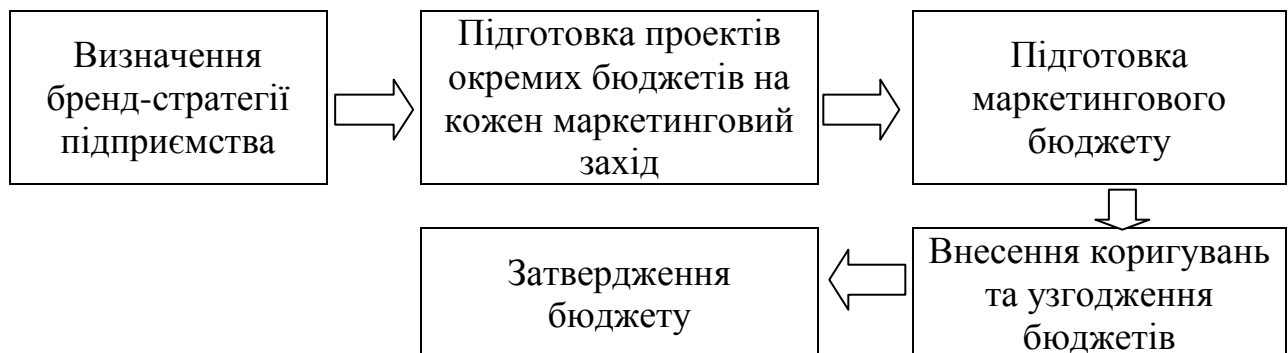 Визначення
бренд-стратегії
підприємства
Підготовка проектів
окремих бюджетів на
кожен маркетинговий
захід
Підготовка
маркетингового
бюджету
Внесення коригувань
та узгодження
бюджетів
Затвердження
бюджету